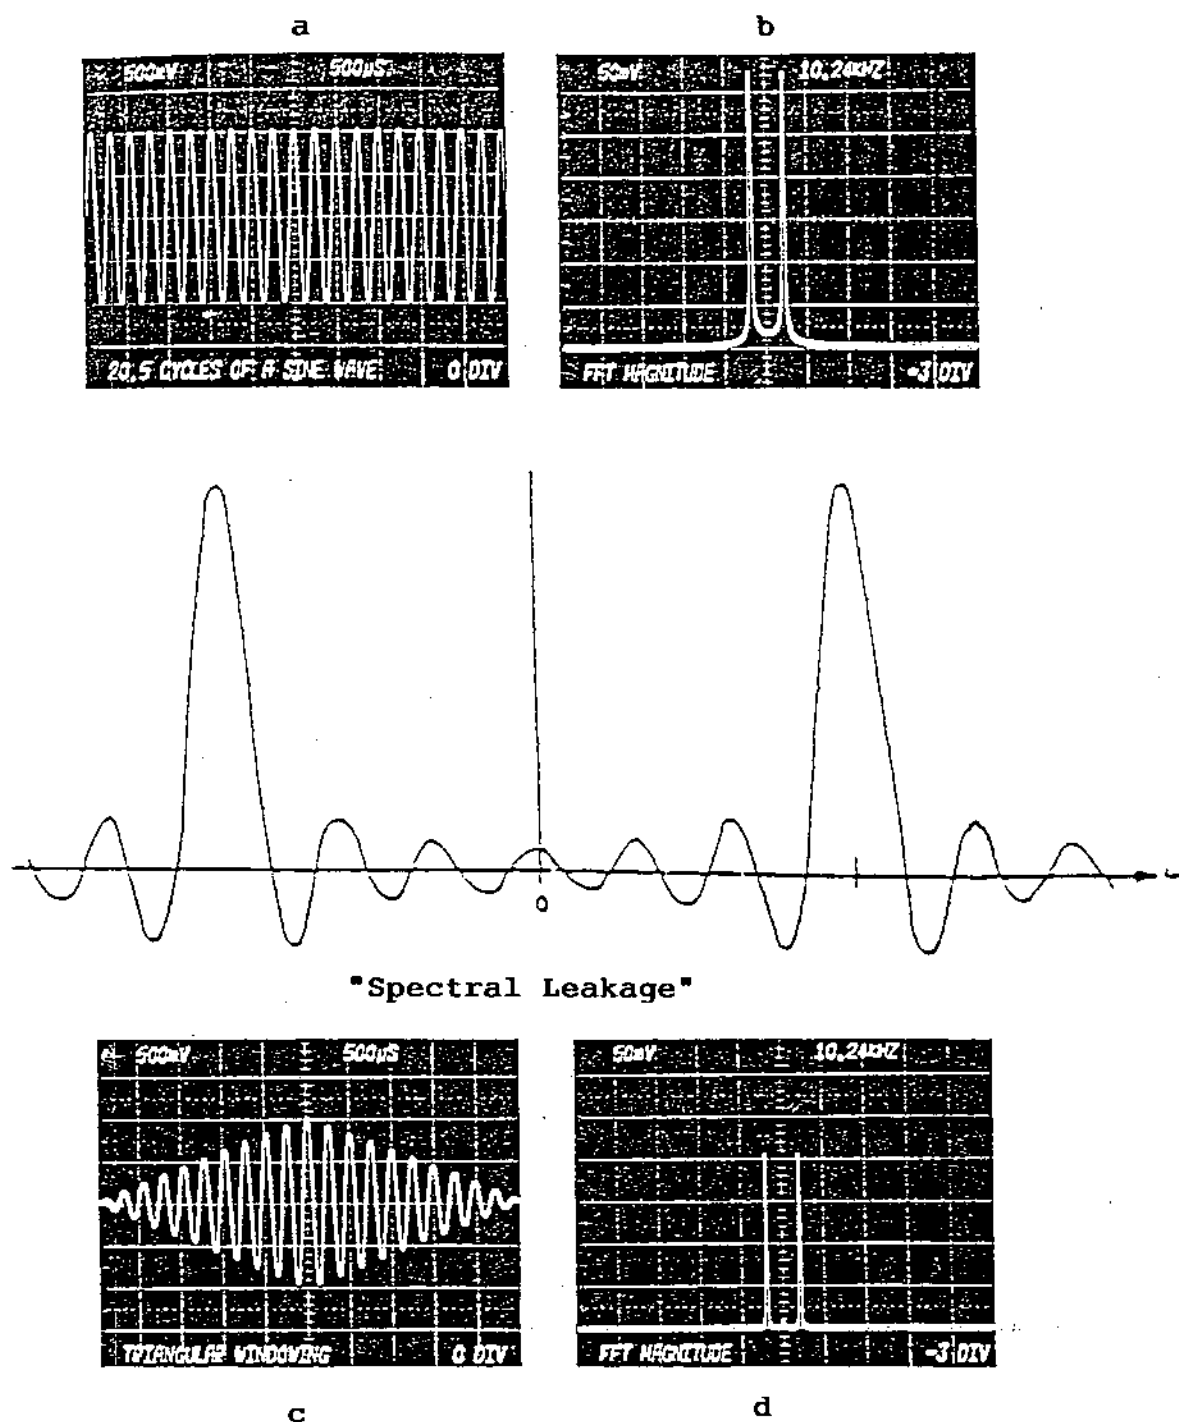 a
b
500mV 500µS
50mV 10.24kHZ
20.5 CYCLES OF A SINE WAVE 0 DIV
FFT MAGNITUDE -3 DIV
0
"Spectral Leakage"
500mV 500µS
50mV 10.24kHZ
TRIANGULAR WINDOWING 0 DIV
FFT MAGNITUDE -3 DIV
c
d